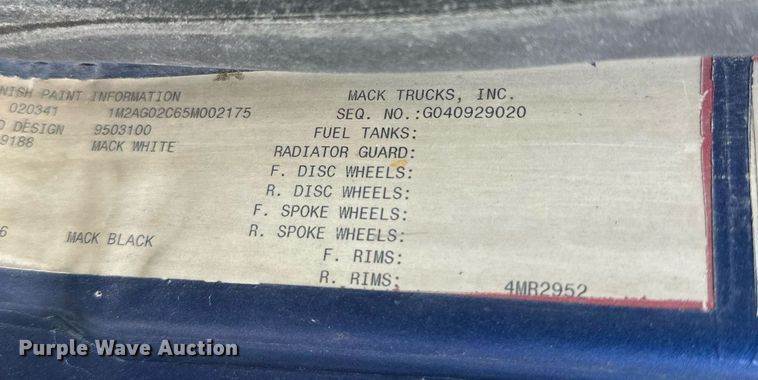 NISH PAINT INFORMATION
020341 1M2AG02C65M002175
DESIGN 9503100
9188 MACK WHITE
6 MACK BLACK
MACK TRUCKS, INC.
SEQ. NO.:G040929020
FUEL TANKS:
RADIATOR GUARD:
F. DISC WHEELS:
R. DISC WHEELS:
F. SPOKE WHEELS:
R. SPOKE WHEELS:
F. RIMS:
R. RIMS:
4MR2952
Purple Wave Auction